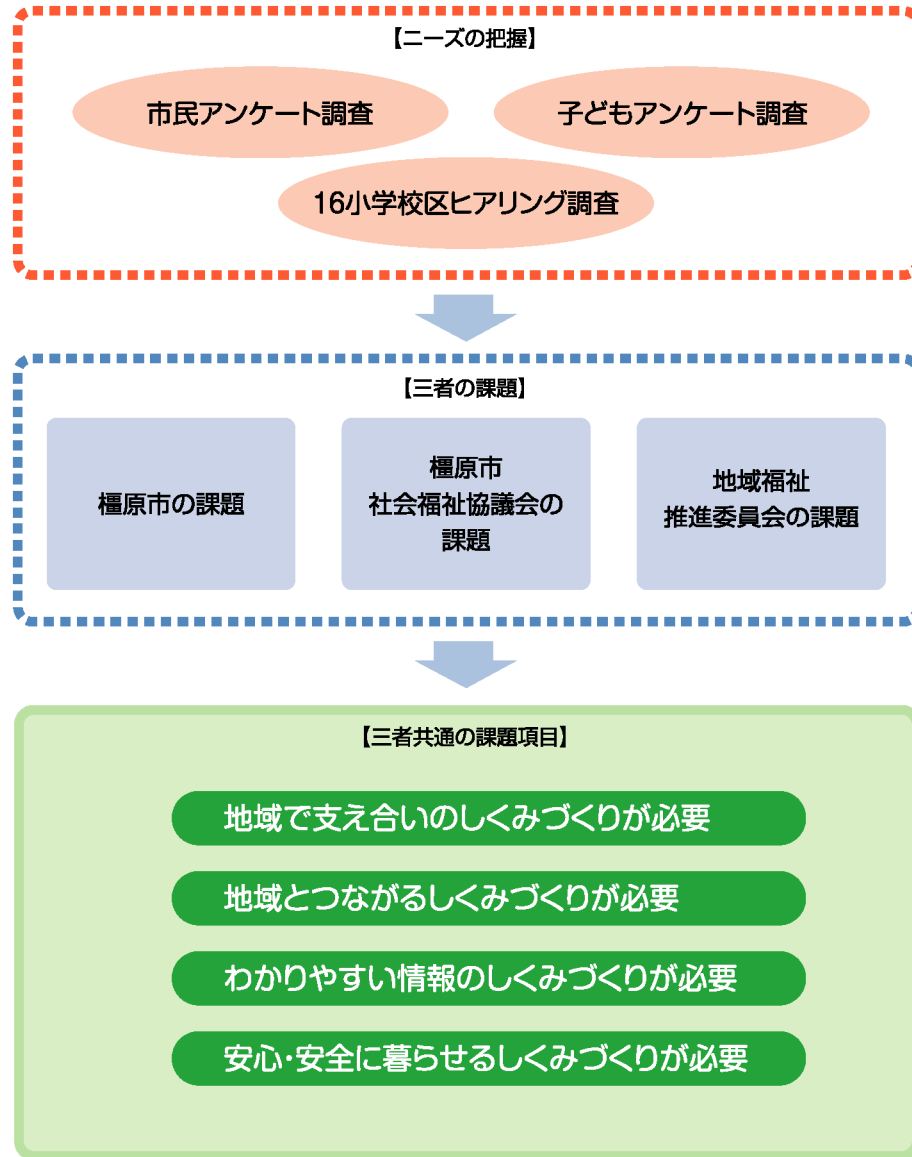 【ニーズの把握】
市民アンケート調査
子どもアンケート調査
16小学校区ヒアリング調査
【三者の課題】
橿原市の課題
橿原市
社会福祉協議会の
課題
地域福祉
推進委員会の課題
【三者共通の課題項目】
地域で支え合いのしくみづくりが必要
地域とつながるしくみづくりが必要
わかりやすい情報のしくみづくりが必要
安心・安全に暮らせるしくみづくりが必要